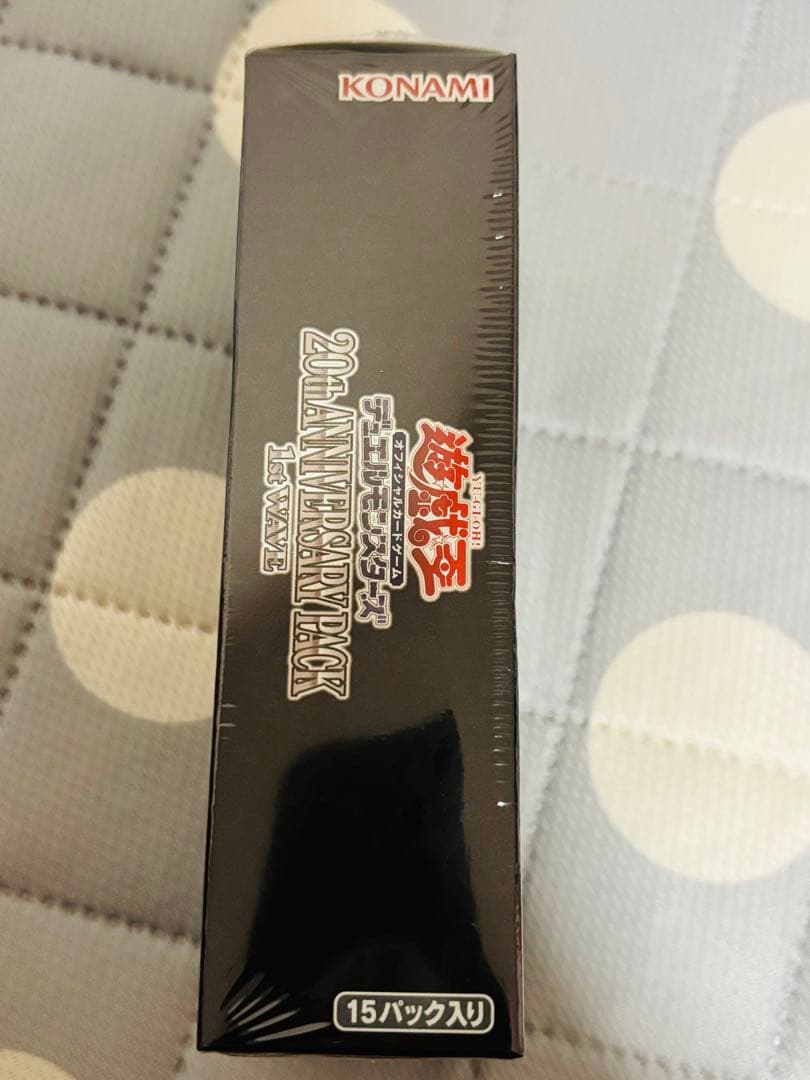 KONAMI
YU-GI-OH!
遊戯王
オフィシャルカードゲーム
デュエルモンスターズ
20th ANNIVERSARY PACK
1st WAVE
15パック入り